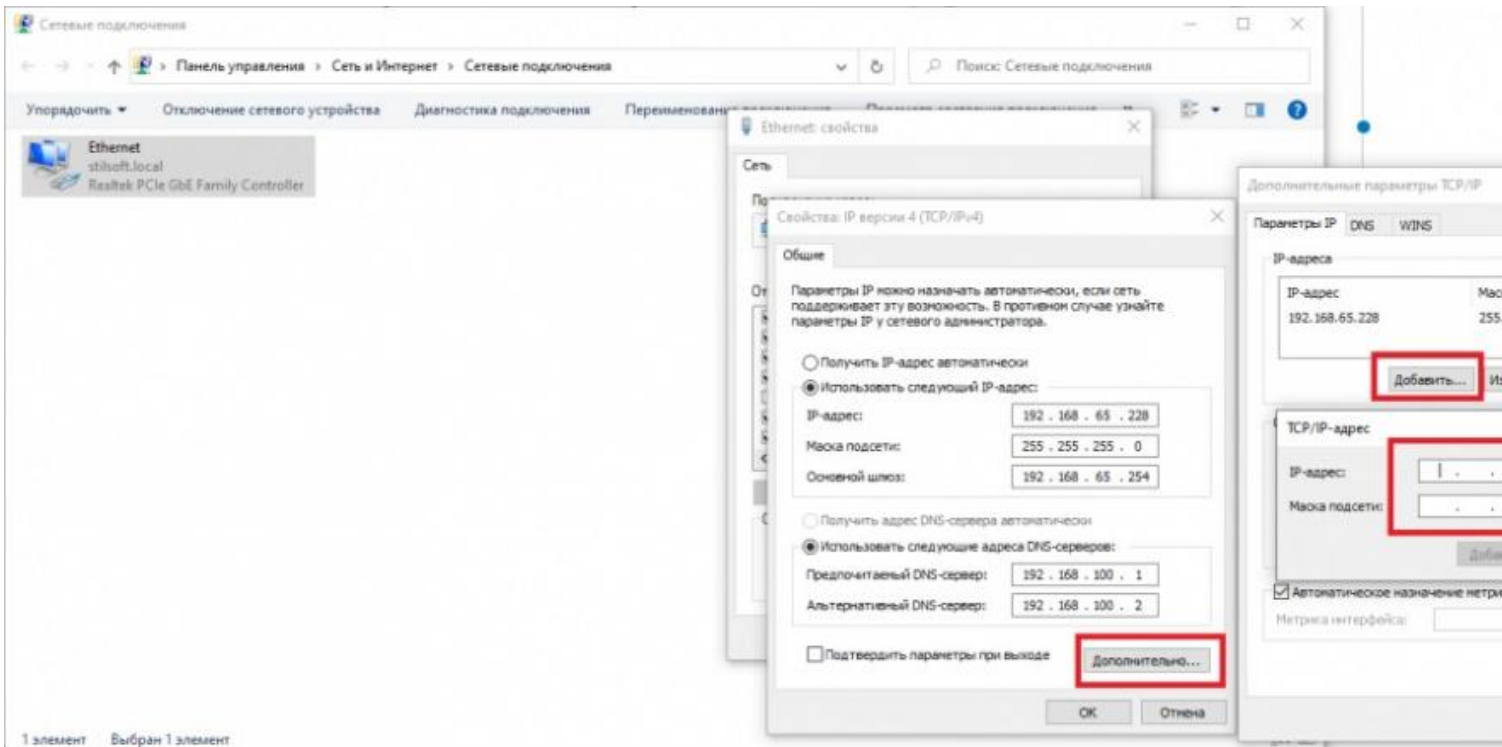 Сетевые подключения
Панель управления › Сеть и Интернет › Сетевые подключения
Поиск: Сетевые подключения
Упорядочить
Отключение сетевого устройства
Диагностика подключения
Ethernet
stilsoft.local
Realtek PCIe GbE Family Controller
1 элемент
Выбран 1 элемент
Ethernet: свойства
Сеть
Свойства: IP версии 4 (TCP/IPv4)
Общие
Параметры IP можно назначать автоматически, если сеть
поддерживает эту возможность. В противном случае узнайте
параметры IP у сетевого администратора.
Получить IP-адрес автоматически
Использовать следующий IP-адрес:
IP-адрес: 192 . 168 . 65 . 228
Маска подсети: 255 . 255 . 255 . 0
Основной шлюз: 192 . 168 . 65 . 254
Получить адрес DNS-сервера автоматически
Использовать следующие адреса DNS-серверов:
Предпочитаемый DNS-сервер: 192 . 168 . 100 . 1
Альтернативный DNS-сервер: 192 . 168 . 100 . 2
Подтвердить параметры при выходе
Дополнительно...
OK
Отмена
Дополнительные параметры TCP/IP
Параметры IP
DNS
WINS
IP-адреса
IP-адрес
192.168.65.228
255.
Добавить...
TCP/IP-адрес
IP-адрес:
Маска подсети:
Автоматическое назначение
Метрика интерфейса: